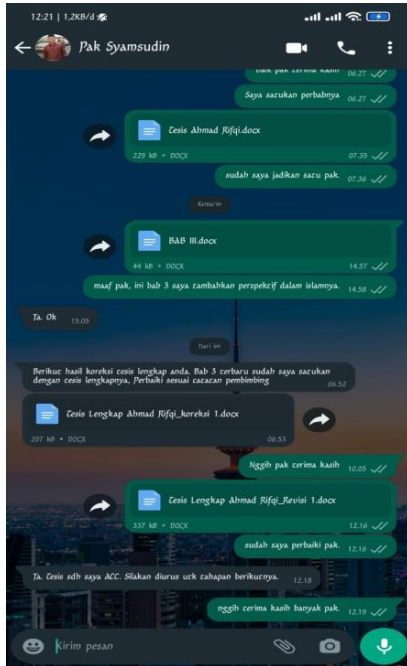 12:21 | 1,2KB/d
Pak Syamsudin
baik pak terima kasih 06.27
Saya satukan perbabnya 06.27
Tesis Ahmad Rifqi.docx
229 kB • DOCX 07.35
sudah saya jadikan satu pak. 07.36
Kemarin
BAB III.docx
44 kB • DOCX 14.57
maaf pak, ini bab 3 saya tambahkan perspektif dalam islamnya. 14.58
Ya. Ok 15.05
Hari ini
Berikut hasil koreksi tesis lengkap anda. Bab 3 terbaru sudah saya satukan
dengan tesis lengkapnya, Perbaiki sesuai catatan pembimbing 06.52
Tesis Lengkap Ahmad Rifqi_koreksi 1.docx
207 kB • DOCX 06.53
Nggih pak terima kasih 10.05
Tesis Lengkap Ahmad Rifqi_Revisi 1.docx
337 kB • DOCX 12.16
sudah saya perbaiki pak. 12.16
Ya. Tesis sdh saya ACC. Silakan diurus utk tahapan berikutnya. 12.18
nggih terima kasih banyak pak. 12.19
Kirim pesan